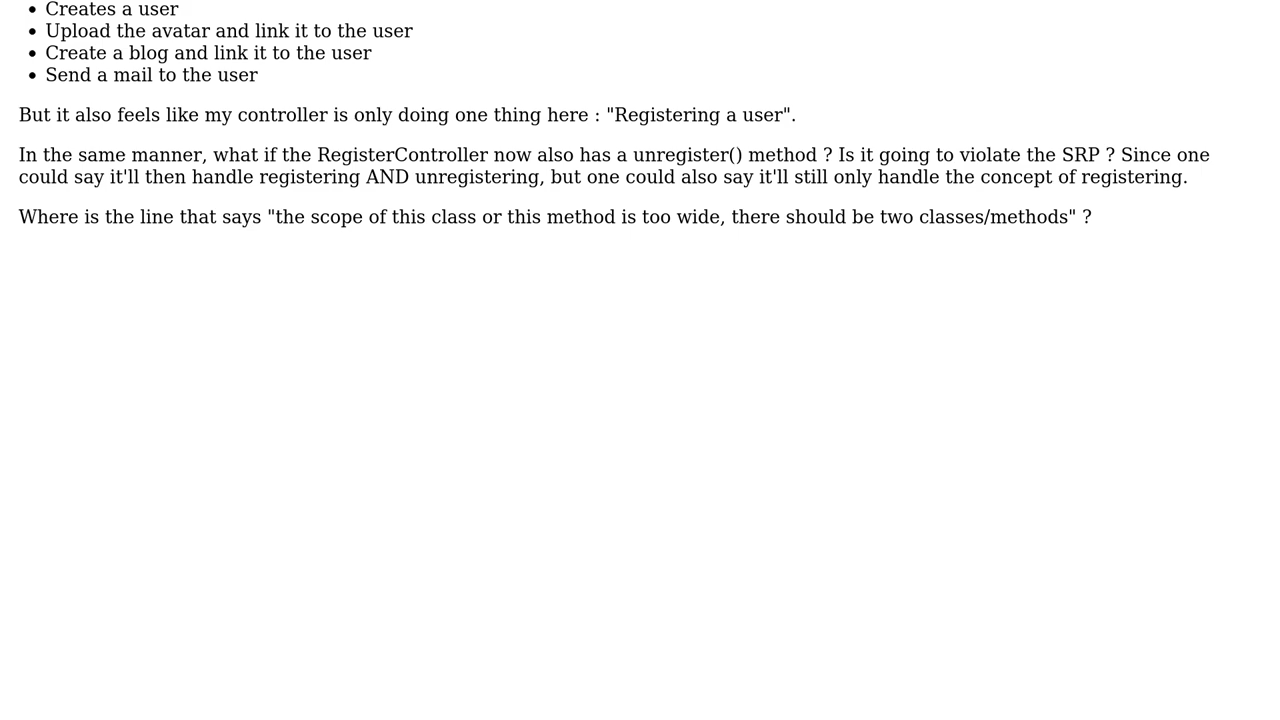 • Creates a user
• Upload the avatar and link it to the user
• Create a blog and link it to the user
• Send a mail to the user
But it also feels like my controller is only doing one thing here : "Registering a user".
In the same manner, what if the RegisterController now also has a unregister() method ? Is it going to violate the SRP ? Since one
could say it'll then handle registering AND unregistering, but one could also say it'll still only handle the concept of registering.
Where is the line that says "the scope of this class or this method is too wide, there should be two classes/methods" ?